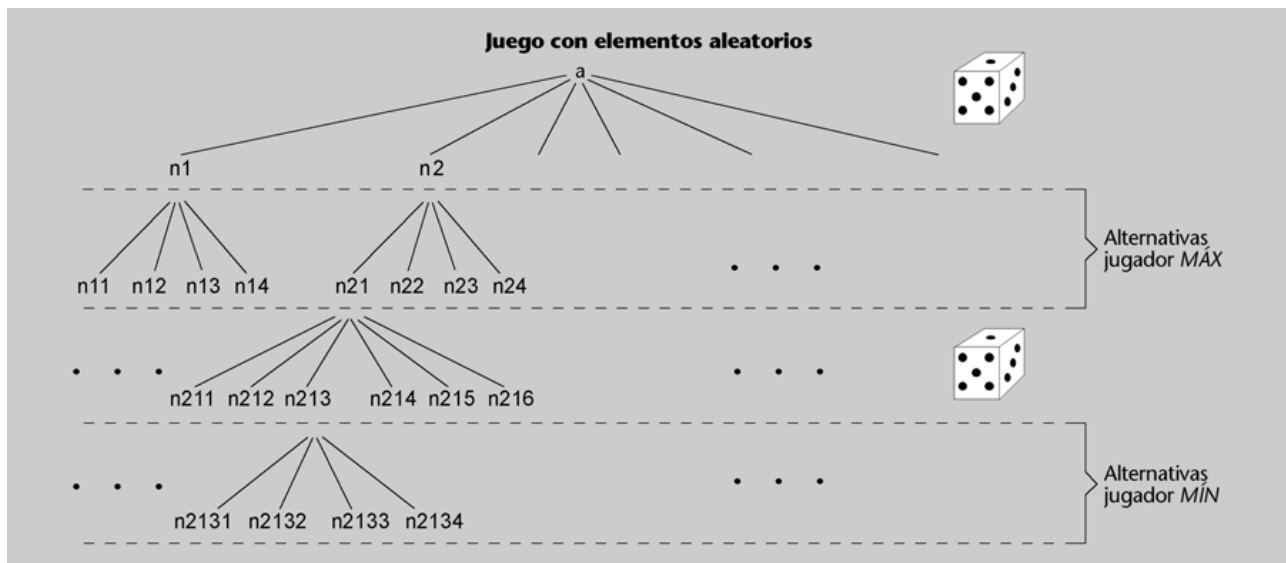 Juego con elementos aleatorios
a
n1 n2
n11 n12 n13 n14 n21 n22 n23 n24
Alternativas
jugador MÁX
n211 n212 n213 n214 n215 n216
n2131 n2132 n2133 n2134
Alternativas
jugador MÍN